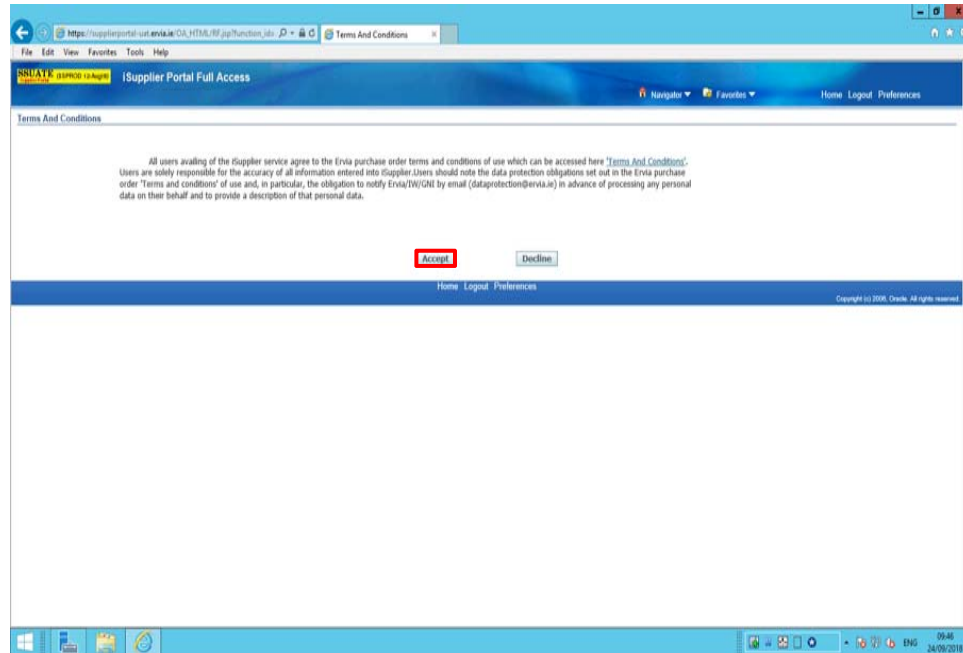 https://supplierportal-uat.ervia.ie/OA_HTML/RF.jsp?function_id=
Terms And Conditions
File Edit View Favorites Tools Help
SSUATE
iSupplier Portal Full Access
Navigator Favorites Home Logout Preferences
Terms And Conditions
All users availing of the iSupplier service agree to the Ervia purchase order terms and conditions of use which can be accessed here 'Terms And Conditions'.
Users are solely responsible for the accuracy of all information entered into iSupplier.Users should note the data protection obligations set out in the Ervia purchase
order 'Terms and conditions' of use and, in particular, the obligation to notify Ervia/IW/GNI by email (dataprotection@ervia.ie) in advance of processing any personal
data on their behalf and to provide a description of that personal data.
Accept Decline
Home Logout Preferences
Copyright (c) 2006, Oracle. All rights reserved.
ENG
09:46
24/09/2018